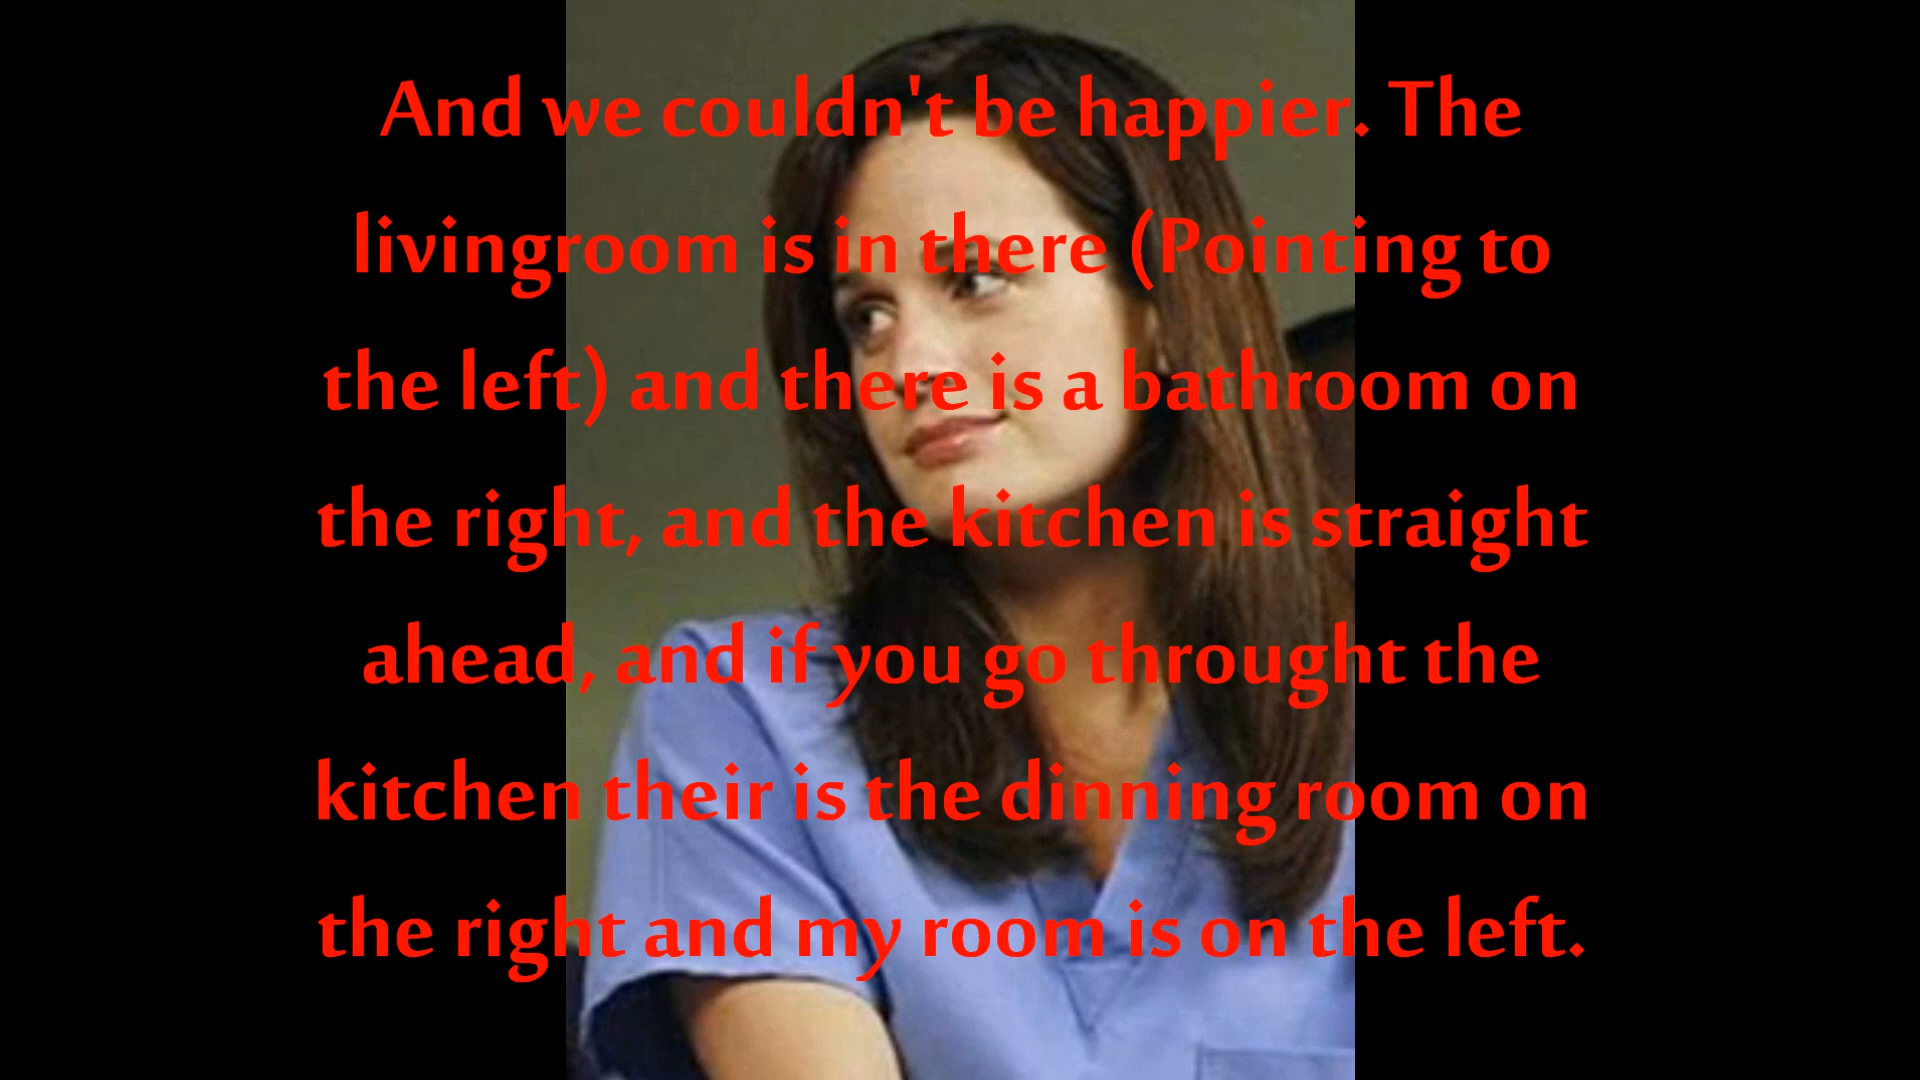 And we couldn't be happier. The
livingroom is in there (Pointing to
the left) and there is a bathroom on
the right, and the kitchen is straight
ahead, and if you go throught the
kitchen their is the dinning room on
the right and my room is on the left.